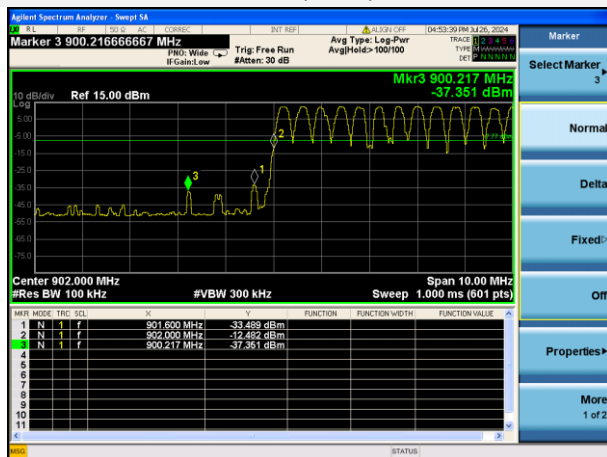 Agilent Spectrum Analyzer - Swept SA
RL RF 50 Ω AC CORREC INT REF ALIGN OFF 04:53:39 PM Jul 26, 2024
Marker 3 900.216666667 MHz
PNO: Wide
IFGain:Low
Trig: Free Run
#Atten: 30 dB
Avg Type: Log-Pwr
Avg|Hold:> 100/100
TRACE 1 2 3 4 5 6
TYPE M
DET P N N N N N
Mkr3 900.217 MHz
-37.351 dBm
10 dB/div Ref 15.00 dBm
Log
5.00
-5.00
-15.0
-25.0
-35.0
-45.0
-55.0
-65.0
-75.0
1
2
3
Center 902.000 MHz
Span 10.00 MHz
#Res BW 100 kHz
#VBW 300 kHz
Sweep 1.000 ms (601 pts)
MKR MODE TRC SCL X Y FUNCTION FUNCTION WIDTH FUNCTION VALUE
1 N 1 f 901.600 MHz -33.489 dBm
2 N 1 f 902.000 MHz -12.482 dBm
3 N 1 f 900.217 MHz -37.351 dBm
4
5
6
7
8
9
10
11
MSG
STATUS
Marker
Select Marker
3
Normal
Delta
Fixed
Off
Properties
More
1 of 2